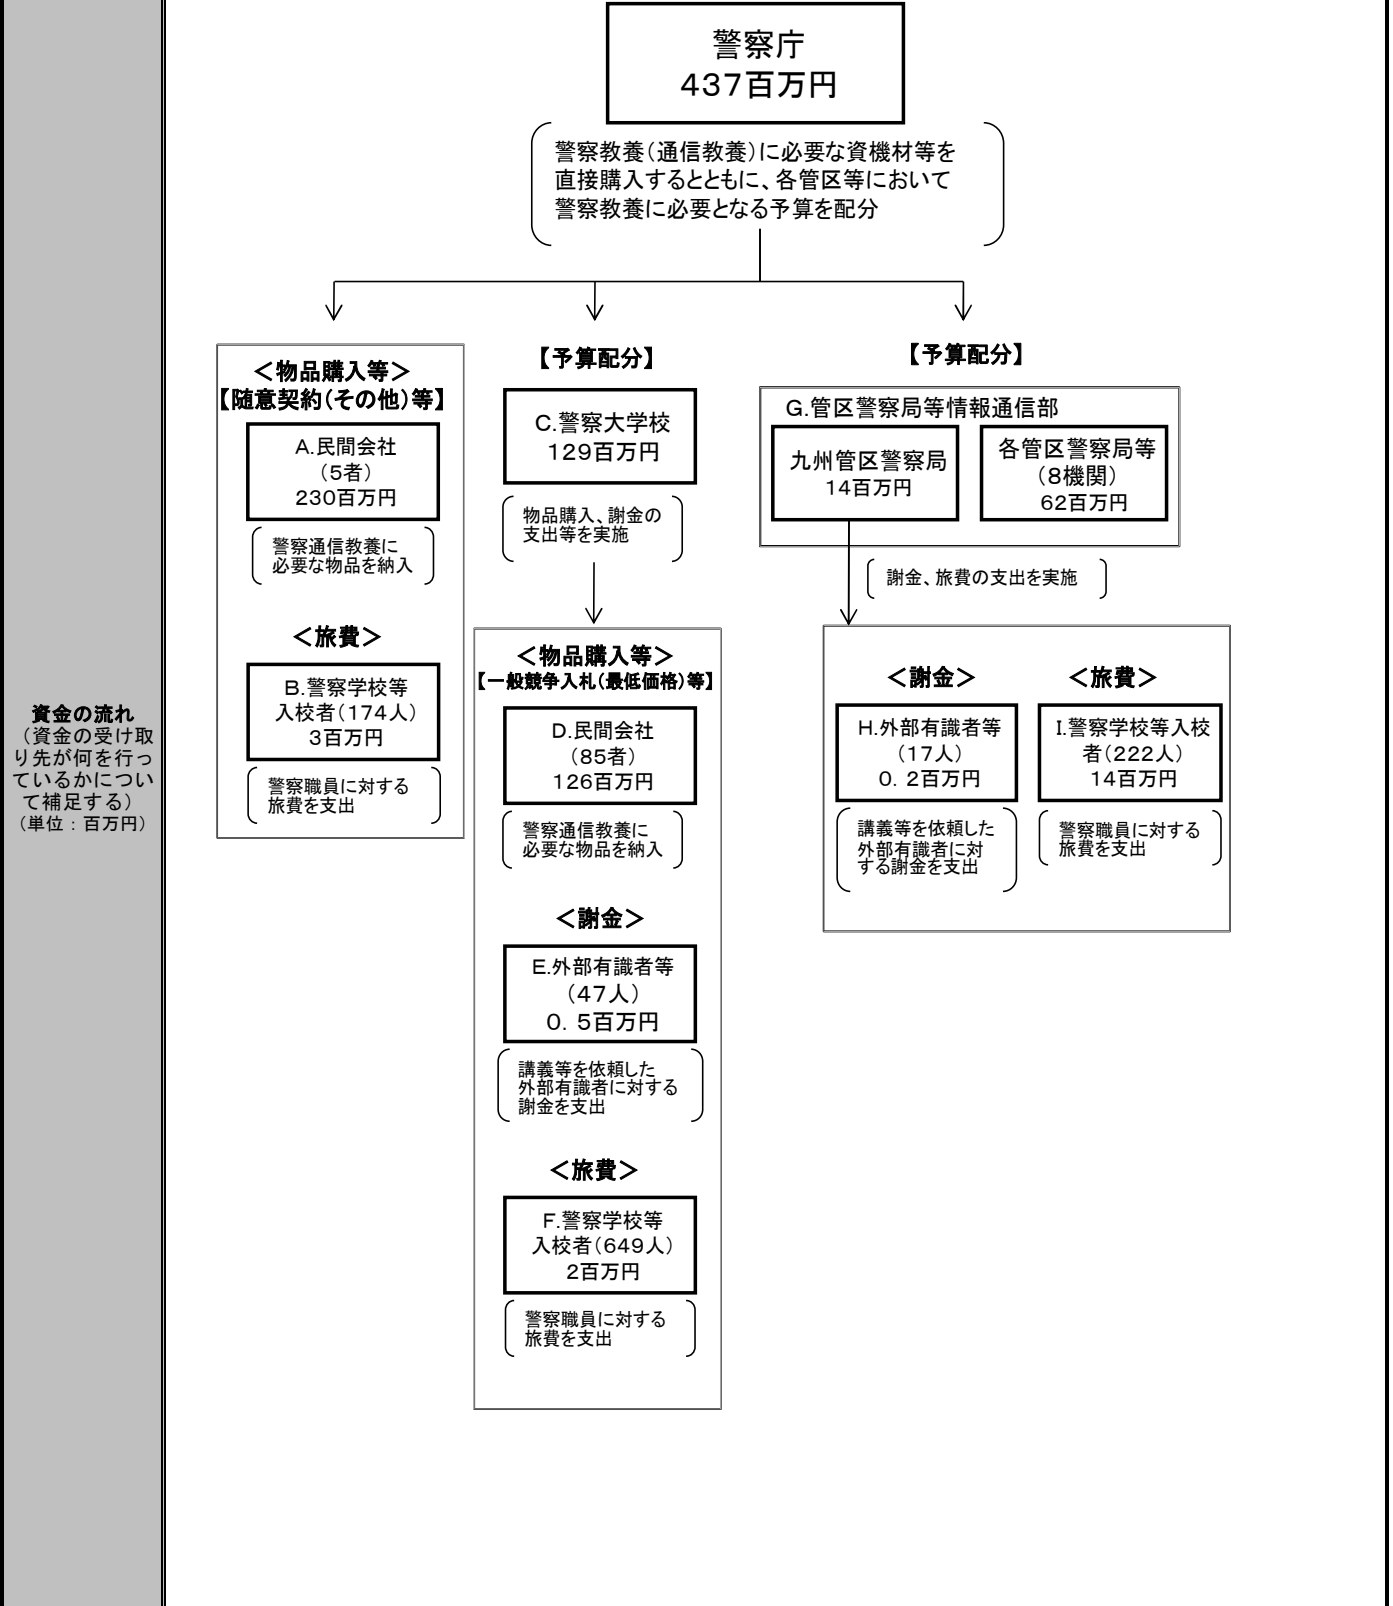 資金の流れ
（資金の受け取
り先が何を行っ
ているかについ
て補足する）
（単位：百万円）
警察庁
437百万円
警察教養（通信教養）に必要な資機材等を
直接購入するとともに、各管区等において
警察教養に必要となる予算を配分
＜物品購入等＞
【随意契約（その他）等】
A.民間会社
（5者）
230百万円
警察通信教養に
必要な物品を納入
＜旅費＞
B.警察学校等
入校者（174人）
3百万円
警察職員に対する
旅費を支出
【予算配分】
C.警察大学校
129百万円
物品購入、謝金の
支出等を実施
＜物品購入等＞
【一般競争入札（最低価格）等】
D.民間会社
（85者）
126百万円
警察通信教養に
必要な物品を納入
＜謝金＞
E.外部有識者等
（47人）
0．5百万円
講義等を依頼した
外部有識者に対する
謝金を支出
＜旅費＞
F.警察学校等
入校者（649人）
2百万円
警察職員に対する
旅費を支出
【予算配分】
G.管区警察局等情報通信部
九州管区警察局
14百万円
各管区警察局等
（8機関）
62百万円
謝金、旅費の支出を実施
＜謝金＞
H.外部有識者等
（17人）
0．2百万円
講義等を依頼した
外部有識者に対
する謝金を支出
＜旅費＞
I.警察学校等入校
者（222人）
14百万円
警察職員に対する
旅費を支出